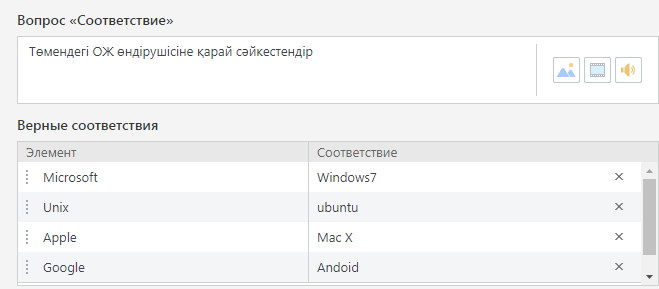 Вопрос «Соответствие»
Төмендегі ОЖ өндірушісіне қарай сәйкестендір
Верные соответствия
Элемент Соответствие
Microsoft Windows7
Unix ubuntu
Apple Mac X
Google Andoid